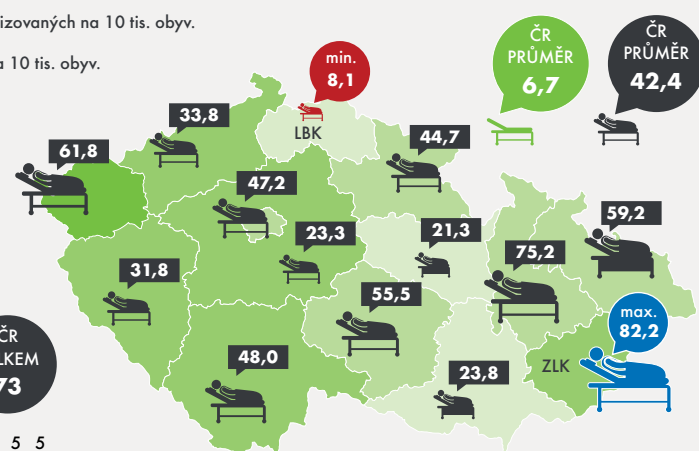 izovaných na 10 tis. obyv.
a 10 tis. obyv.
min.
8,1
ČR
PRŮMĚR
6,7
ČR
PRŮMĚR
42,4
33,8
LBK
44,7
61,8
47,2
23,3
21,3
59,2
75,2
31,8
55,5
max.
82,2
ZLK
48,0
23,8
ČR
LKEM
73
5 5